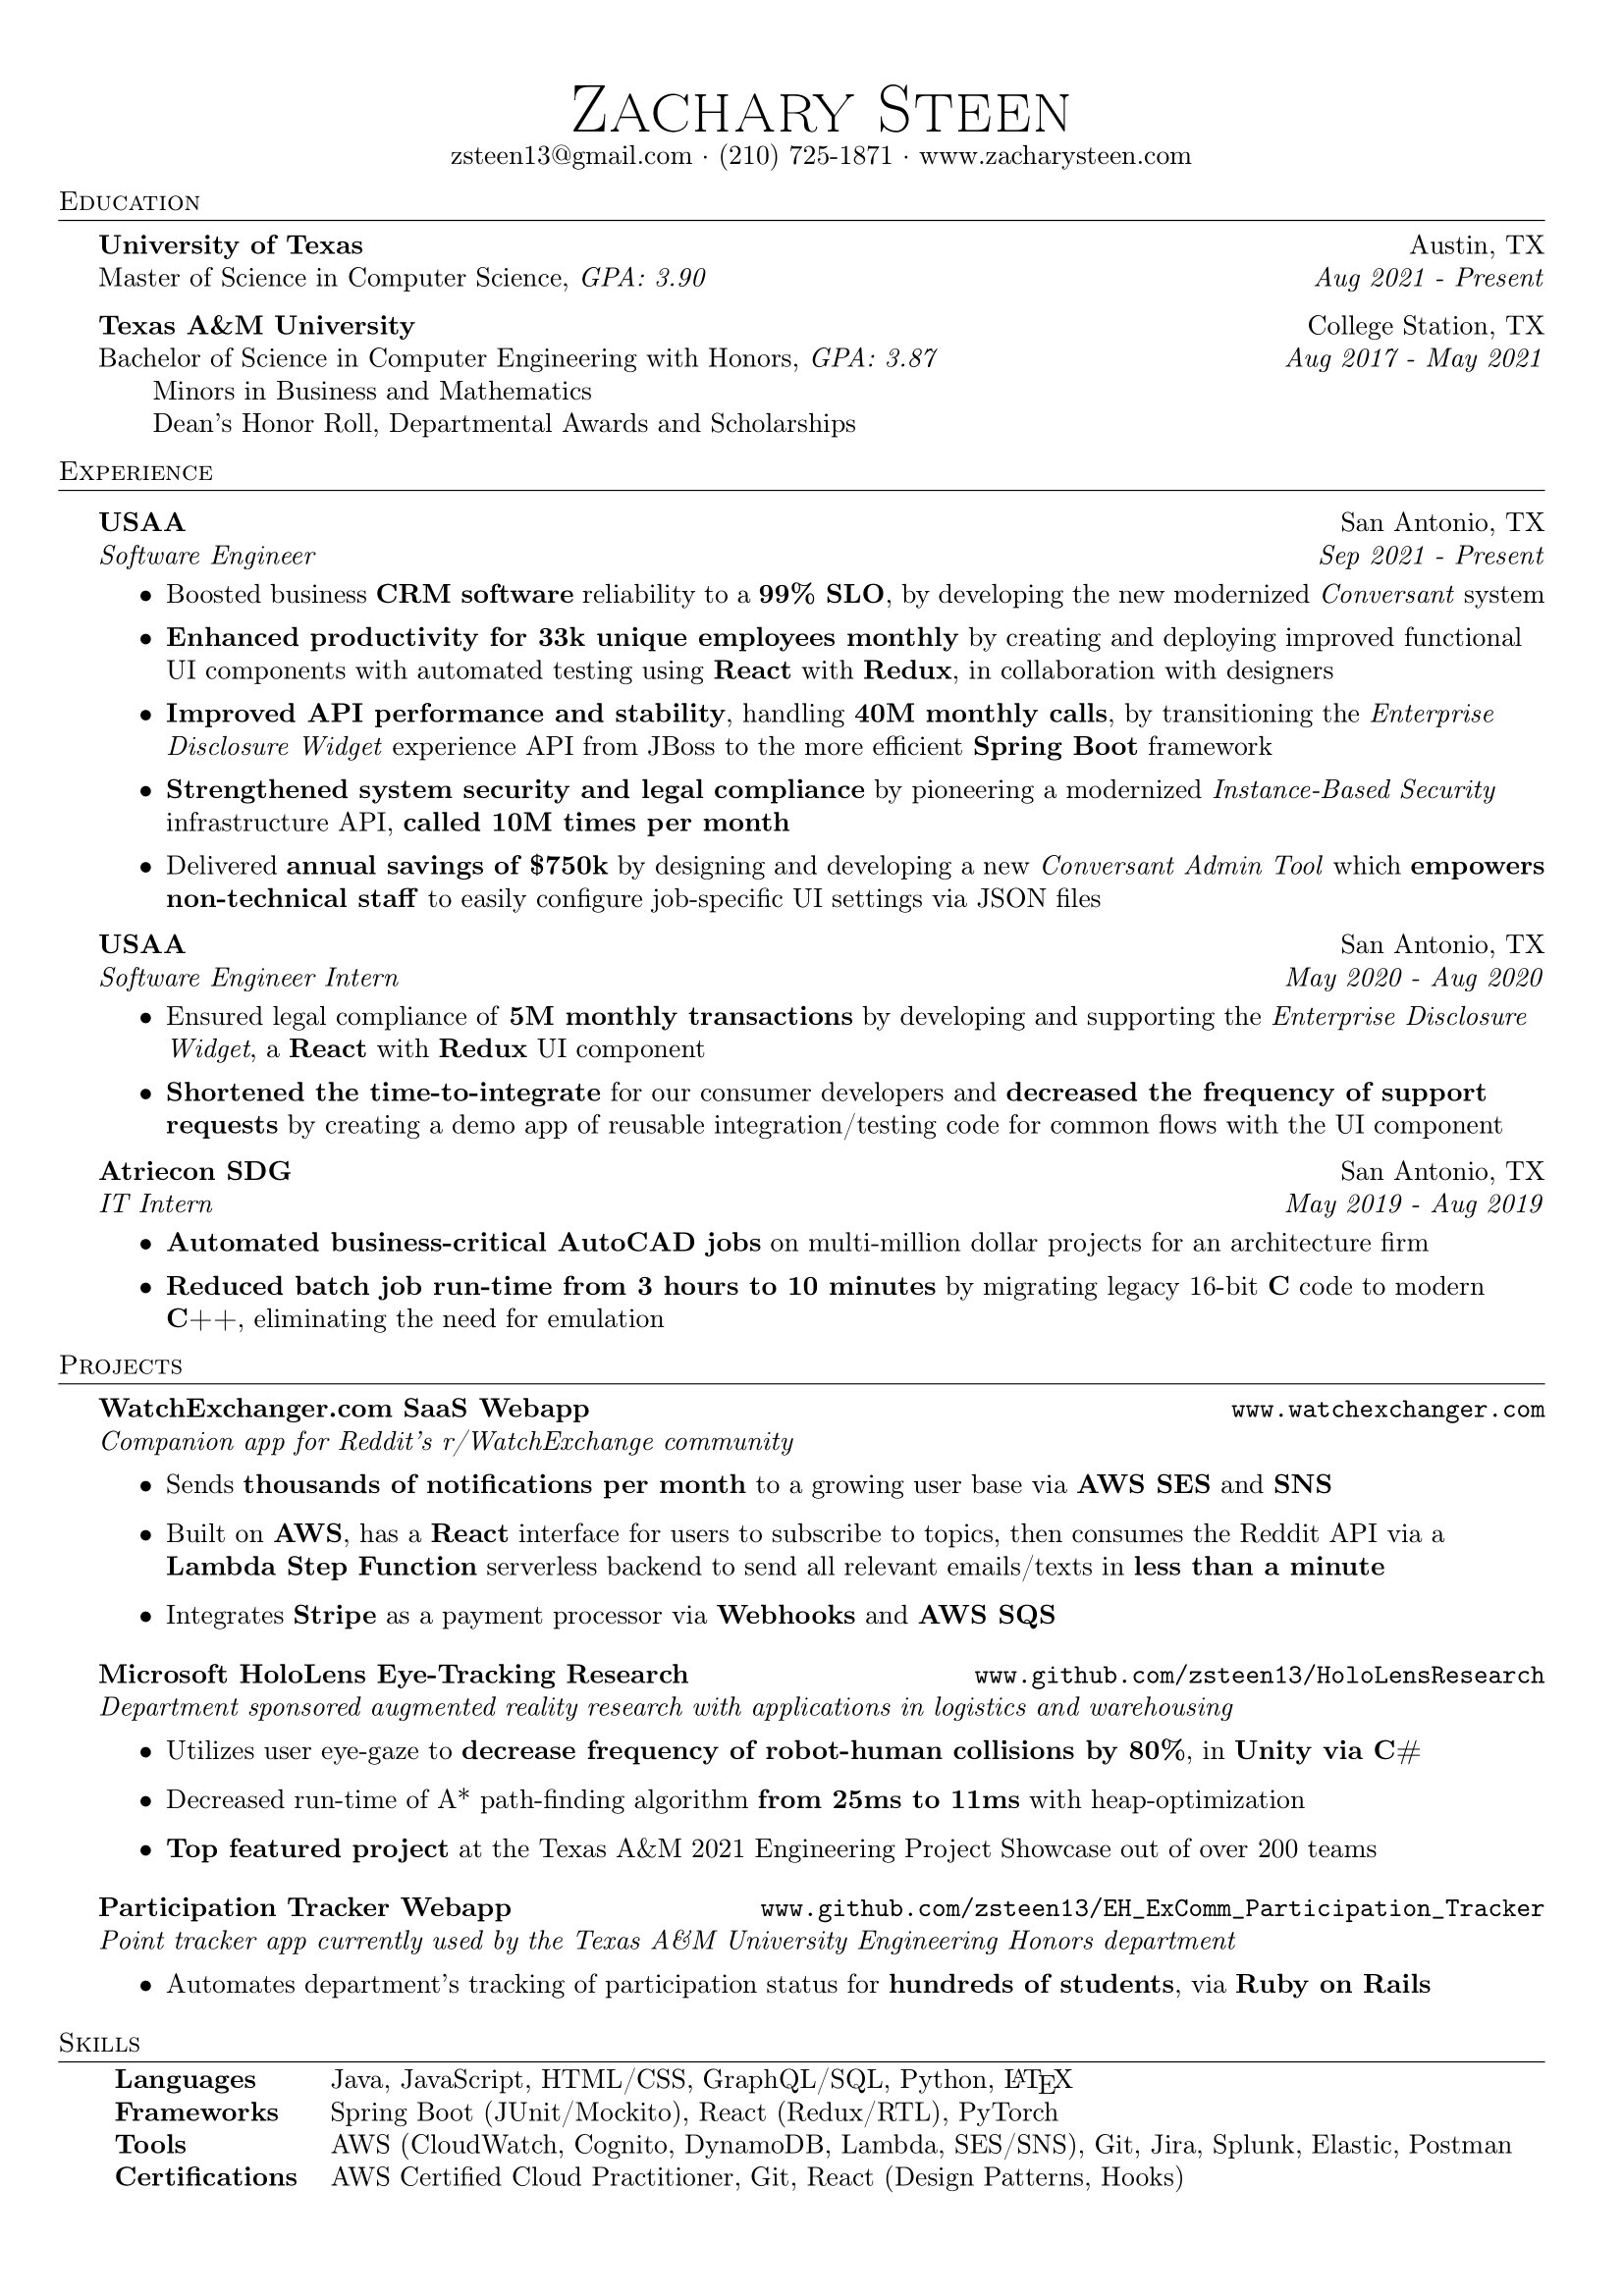 Zachary Steen
zsteen13@gmail.com · (210) 725-1871 · www.zacharysteen.com
Education
University of Texas Austin, TX
Master of Science in Computer Science, GPA: 3.90 Aug 2021 - Present
Texas A&M University College Station, TX
Bachelor of Science in Computer Engineering with Honors, GPA: 3.87 Aug 2017 - May 2021
Minors in Business and Mathematics
Dean's Honor Roll, Departmental Awards and Scholarships
Experience
USAA San Antonio, TX
Software Engineer Sep 2021 - Present
• Boosted business CRM software reliability to a 99% SLO, by developing the new modernized Conversant system
• Enhanced productivity for 33k unique employees monthly by creating and deploying improved functional
UI components with automated testing using React with Redux, in collaboration with designers
• Improved API performance and stability, handling 40M monthly calls, by transitioning the Enterprise
Disclosure Widget experience API from JBoss to the more efficient Spring Boot framework
• Strengthened system security and legal compliance by pioneering a modernized Instance-Based Security
infrastructure API, called 10M times per month
• Delivered annual savings of $750k by designing and developing a new Conversant Admin Tool which empowers
non-technical staff to easily configure job-specific UI settings via JSON files
USAA San Antonio, TX
Software Engineer Intern May 2020 - Aug 2020
• Ensured legal compliance of 5M monthly transactions by developing and supporting the Enterprise Disclosure
Widget, a React with Redux UI component
• Shortened the time-to-integrate for our consumer developers and decreased the frequency of support
requests by creating a demo app of reusable integration/testing code for common flows with the UI component
Atriecon SDG San Antonio, TX
IT Intern May 2019 - Aug 2019
• Automated business-critical AutoCAD jobs on multi-million dollar projects for an architecture firm
• Reduced batch job run-time from 3 hours to 10 minutes by migrating legacy 16-bit C code to modern
C++, eliminating the need for emulation
Projects
WatchExchanger.com SaaS Webapp www.watchexchanger.com
Companion app for Reddit's r/WatchExchange community
• Sends thousands of notifications per month to a growing user base via AWS SES and SNS
• Built on AWS, has a React interface for users to subscribe to topics, then consumes the Reddit API via a
Lambda Step Function serverless backend to send all relevant emails/texts in less than a minute
• Integrates Stripe as a payment processor via Webhooks and AWS SQS
Microsoft HoloLens Eye-Tracking Research www.github.com/zsteen13/HoloLensResearch
Department sponsored augmented reality research with applications in logistics and warehousing
• Utilizes user eye-gaze to decrease frequency of robot-human collisions by 80%, in Unity via C#
• Decreased run-time of A* path-finding algorithm from 25ms to 11ms with heap-optimization
• Top featured project at the Texas A&M 2021 Engineering Project Showcase out of over 200 teams
Participation Tracker Webapp www.github.com/zsteen13/EH_ExComm_Participation_Tracker
Point tracker app currently used by the Texas A&M University Engineering Honors department
• Automates department's tracking of participation status for hundreds of students, via Ruby on Rails
Skills
Languages Java, JavaScript, HTML/CSS, GraphQL/SQL, Python, LATEX
Frameworks Spring Boot (JUnit/Mockito), React (Redux/RTL), PyTorch
Tools AWS (CloudWatch, Cognito, DynamoDB, Lambda, SES/SNS), Git, Jira, Splunk, Elastic, Postman
Certifications AWS Certified Cloud Practitioner, Git, React (Design Patterns, Hooks)